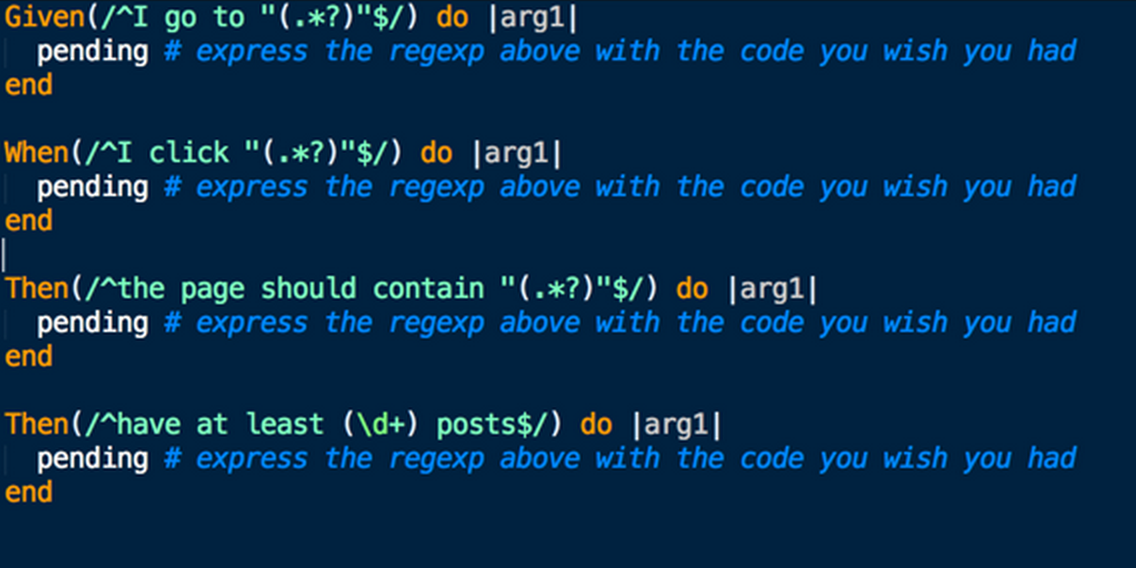 Given(/^I go to "(.*?)"$/) do |arg1|
  pending # express the regexp above with the code you wish you had
end
When(/^I click "(.*?)"$/) do |arg1|
  pending # express the regexp above with the code you wish you had
end
Then(/^the page should contain "(.*?)"$/) do |arg1|
  pending # express the regexp above with the code you wish you had
end
Then(/^have at least (\d+) posts$/) do |arg1|
  pending # express the regexp above with the code you wish you had
end